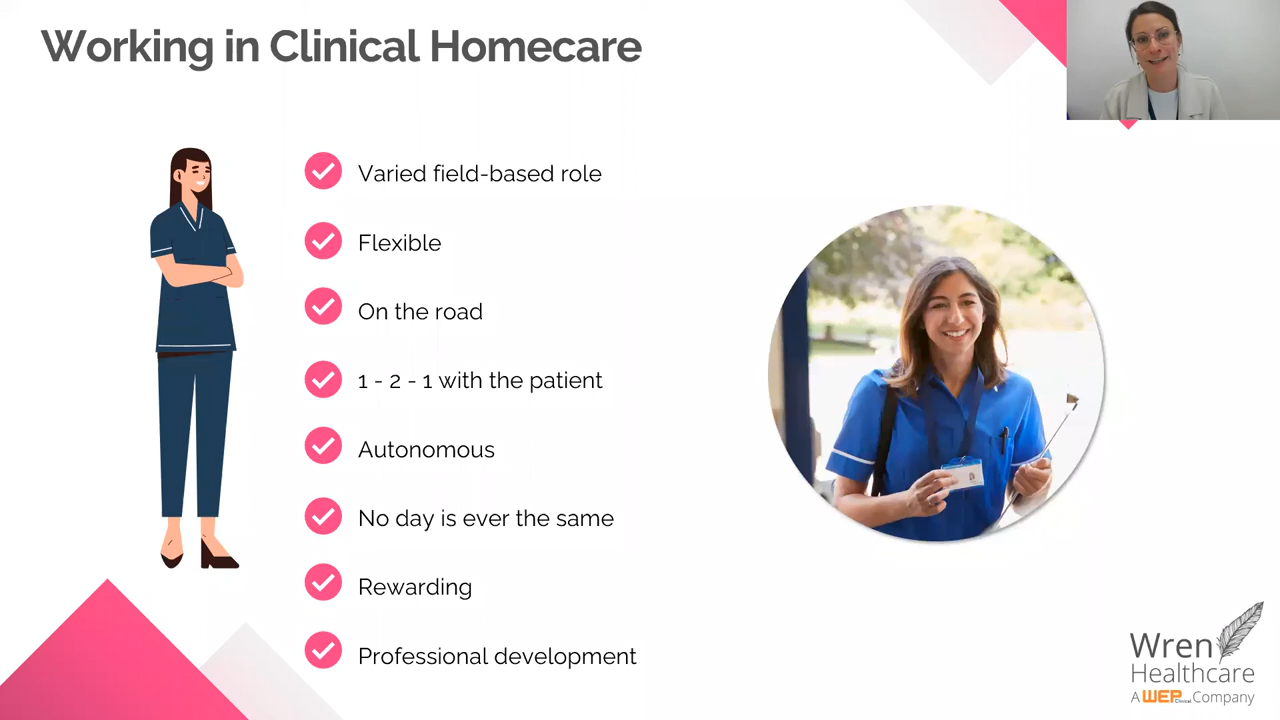 Working in Clinical Homecare
Varied field-based role
Flexible
On the road
1 - 2 - 1 with the patient
Autonomous
No day is ever the same
Rewarding
Professional development
Wren
Healthcare
A WEP Clinical Company